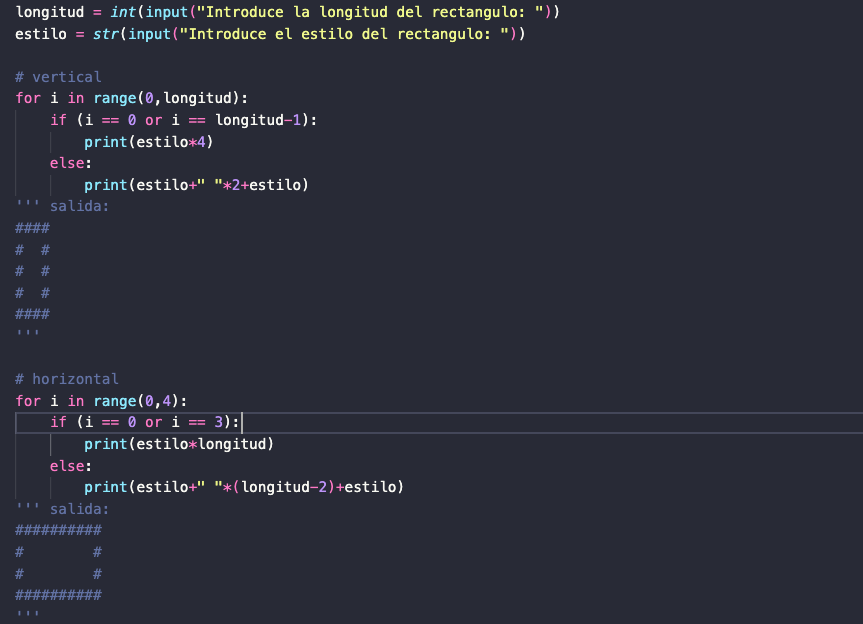 longitud = int(input("Introduce la longitud del rectangulo: "))
estilo = str(input("Introduce el estilo del rectangulo: "))

# vertical
for i in range(0,longitud):
    if (i == 0 or i == longitud-1):
        print(estilo*4)
    else:
        print(estilo+" "*2+estilo)
''' salida:
####
#  #
#  #
#  #
####
'''

# horizontal
for i in range(0,4):
    if (i == 0 or i == 3):
        print(estilo*longitud)
    else:
        print(estilo+" "*(longitud-2)+estilo)
''' salida:
##########
#        #
#        #
##########
'''